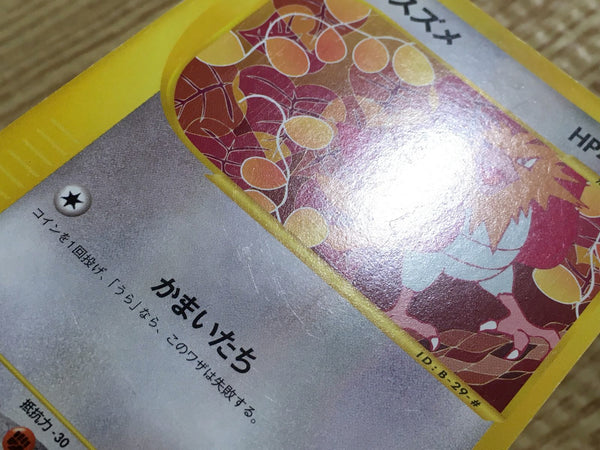 スズメ
HP
ID:B-29-#
かまいたち
コインを1回投げ、「うら」なら、このワザは失敗する。
抵抗力 -30